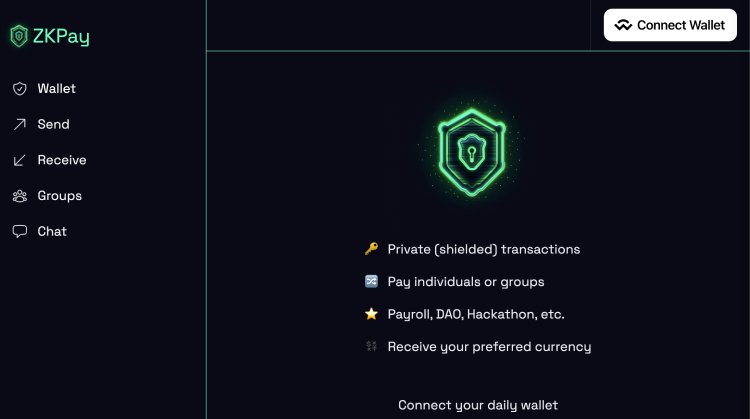 ZKPay
Connect Wallet
Wallet
Send
Receive
Groups
Chat
Private (shielded) transactions
Pay individuals or groups
Payroll, DAO, Hackathon, etc.
Receive your preferred currency
Connect your daily wallet